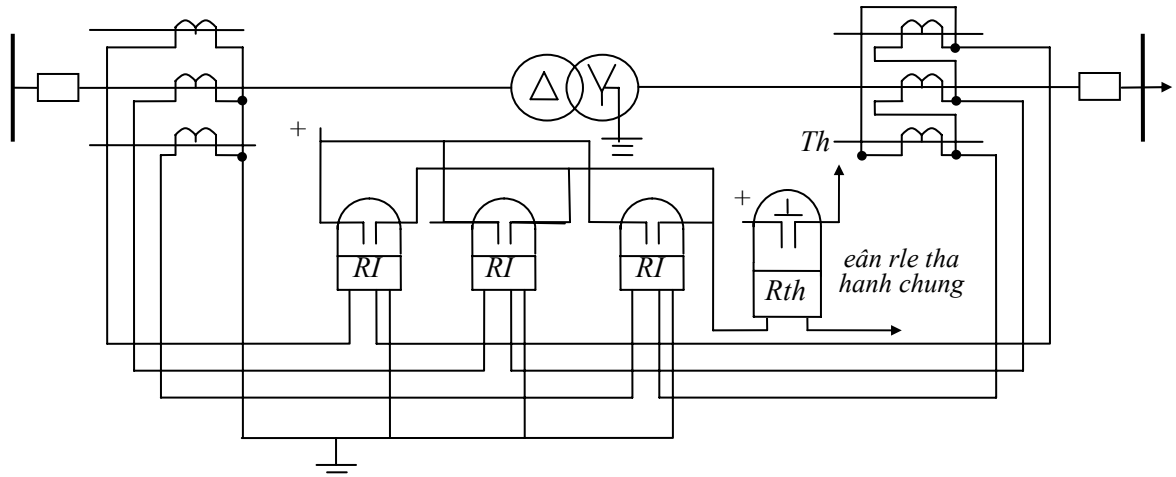 +
Th
+
RI
RI
RI
Rth
eân rle tha
hanh chung